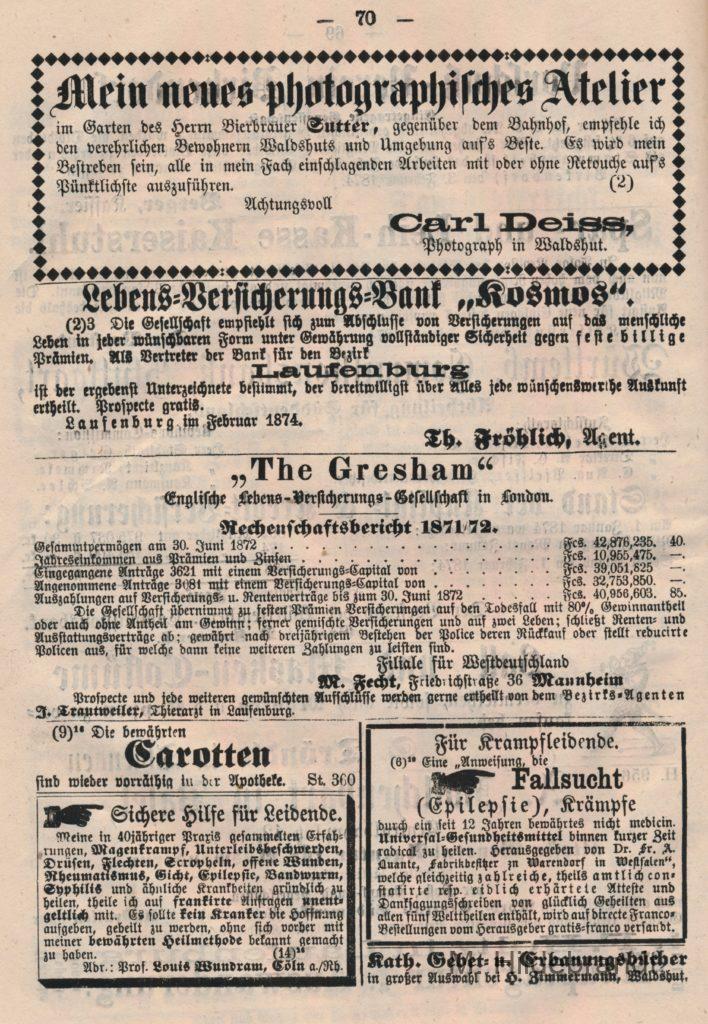 — 70 —
Mein neues photographisches Atelier
im Garten des Herrn Bierbrauer Sutter, gegenüber dem Bahnhof, empfehle ich
den verehrlichen Bewohnern Waldshuts und Umgebung auf's Beste. Es wird mein
Bestreben sein, alle in mein Fach einschlagenden Arbeiten mit oder ohne Retouche auf's
Pünktlichste auszuführen. (2)
Achtungsvoll
Carl Deiss,
Photograph in Waldshut.
Lebens-Versicherungs-Bank „Kosmos“.
(2)3 Die Gesellschaft empfiehlt sich zum Abschlusse von Versicherungen auf das menschliche
Leben in jeder wünschbaren Form unter Gewährung vollständiger Sicherheit gegen feste billige
Prämien. Als Vertreter der Bank für den Bezirk
Laufenburg
ist der ergebenst Unterzeichnete bestimmt, der bereitwilligst über Alles jede wünschenswerthe Auskunft
ertheilt. Prospecte gratis.
Laufenburg im Februar 1874.
Th. Fröhlich, Agent.
„The Gresham“
Englische Lebens-Versicherungs-Gesellschaft in London.
Rechenschaftsbericht 1871/72.
Gesammtvermögen am 30. Juni 1872 . . . Fcs. 42,876,235. 40.
Jahreseinkommen aus Prämien und Zinsen . . . Fcs. 10,955,475. —.
Eingegangene Anträge 3621 mit einem Versicherungs-Capital von . . . Fcs. 39,051,825 —.
Angenommene Anträge 3081 mit einem Versicherungs-Capital von . . . Fcs. 32,753,850. —.
Auszahlungen auf Versicherungs- u. Rentenverträge bis zum 30. Juni 1872 . . . Fcs. 40,956,603. 85.
Die Gesellschaft übernimmt zu festen Prämien Versicherungen auf den Todesfall mit 80% Gewinnantheil
oder auch ohne Antheil am Gewinn; ferner gemischte Versicherungen und auf zwei Leben; schließt Renten- und
Ausstattungsverträge ab; gewährt nach dreijährigem Bestehen der Police deren Rückauf oder stellt reducirte
Policen aus, für welche dann keine weiteren Zahlungen zu leisten sind.
Filiale für Westdeutschland
M. Fecht, Friedrichstraße 36 Mannheim
Prospecte und jede weiteren gewünschten Aufschlüsse werden gerne ertheilt von dem Bezirks-Agenten
J. Trautweiler, Thierarzt in Laufenburg.
(9)10 Die bewährten
Carotten
sind wieder vorräthig in der Apotheke. St. 360
Sichere Hilfe für Leidende.
Meine in 40jähriger Praxis gesammelten Erfah-
rungen, Magenkrampf, Unterleibsbeschwerden,
Drüsen, Flechten, Scropheln, offene Wunden,
Rheumatismus, Gicht, Epilepsie, Bandwurm,
Syphilis und ähnliche Krankheiten gründlich zu
heilen, theile ich auf frankirte Anfragen unent-
geltlich mit. Es sollte kein Kranker die Hoffnung
aufgeben, geheilt zu werden, ohne sich vorher mit
meiner bewährten Heilmethode bekannt gemacht
zu haben. (14)10
Adr.: Prof. Louis Wundram, Cöln a./Rh.
Für Krampfleidende.
(6)10 Eine „Anweisung, die
Fallsucht
(Epilepsie), Krämpfe
durch ein seit 12 Jahren bewährtes nicht medicin.
Universal-Gesundheitsmittel binnen kurzer Zeit
radical zu heilen. Herausgegeben von Dr. Fr. A.
Quante, Fabrikbesitzer zu Warendorf in Westfalen“,
welche gleichzeitig zahlreiche, theils amtlich con-
statirte resp. eidlich erhärtete Atteste und
Danksagungsschreiben von glücklich Geheilten aus
allen fünf Welttheilen enthält, wird auf directe Franco-
Bestellungen vom Herausgeber gratis-franco versandt.
Kath. Gebet- u. Erbauungsbücher
in großer Auswahl bei H. Zimmermann, Waldshut.